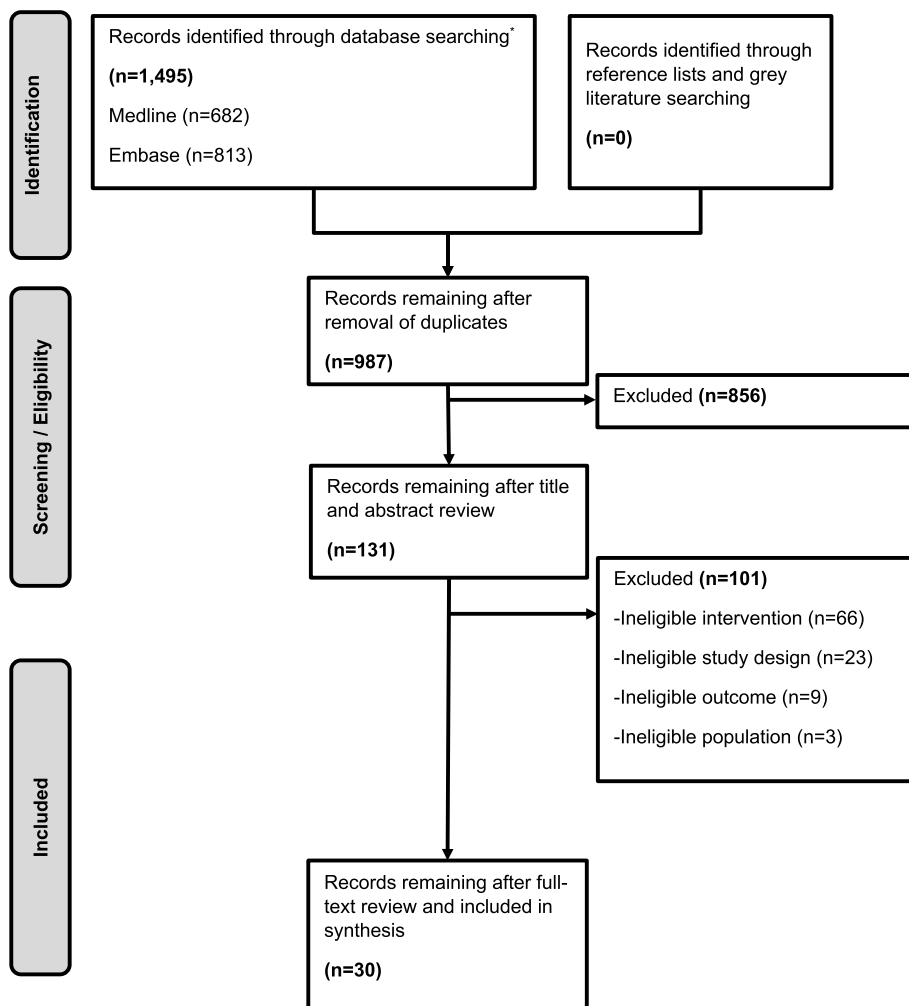 Identification
Records identified through database searching*
(n=1,495)
Medline (n=682)
Embase (n=813)
Records identified through
reference lists and grey
literature searching
(n=0)
Screening / Eligibility
Records remaining after
removal of duplicates
(n=987)
Excluded (n=856)
Records remaining after title
and abstract review
(n=131)
Excluded (n=101)
-Ineligible intervention (n=66)
-Ineligible study design (n=23)
-Ineligible outcome (n=9)
-Ineligible population (n=3)
Included
Records remaining after full-
text review and included in
synthesis
(n=30)